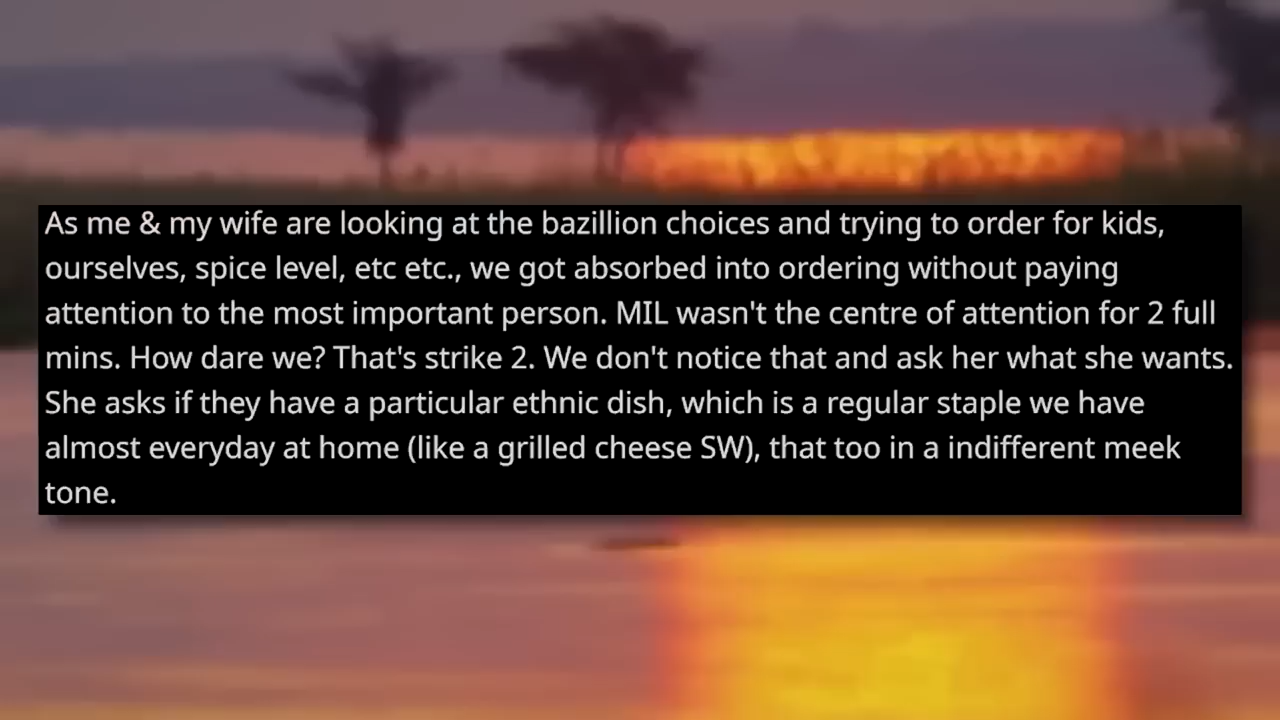 As me & my wife are looking at the bazillion choices and trying to order for kids,
ourselves, spice level, etc etc., we got absorbed into ordering without paying
attention to the most important person. MIL wasn't the centre of attention for 2 full
mins. How dare we? That's strike 2. We don't notice that and ask her what she wants.
She asks if they have a particular ethnic dish, which is a regular staple we have
almost everyday at home (like a grilled cheese SW), that too in a indifferent meek
tone.